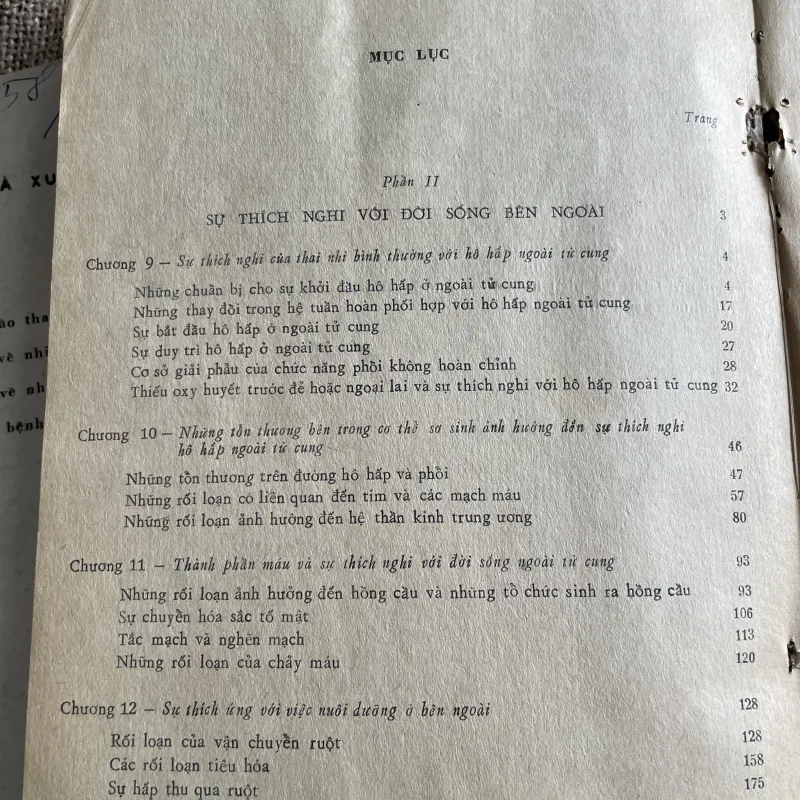 58
À XU
ào tha
về nhi
về nh
bệnh
MỤC LỤC
Trang
Phần II
SỰ THÍCH NGHI VỚI ĐỜI SỐNG BÊN NGOÀI 3
Chương 9 — Sự thích nghi của thai nhi bình thường với hô hấp ngoài tử cung 4
Những chuẩn bị cho sự khởi đầu hô hấp ở ngoài tử cung 4
Những thay đổi trong hệ tuần hoàn phối hợp với hô hấp ngoài tử cung 17
Sự bắt đầu hô hấp ở ngoài tử cung 20
Sự duy trì hô hấp ở ngoài tử cung 27
Cơ sở giải phẫu của chức năng phổi không hoàn chỉnh 28
Thiếu oxy huyết trước đẻ hoặc ngoại lai và sự thích nghi với hô hấp ngoài tử cung 32
Chương 10 — Những tổn thương bên trong cơ thể sơ sinh ảnh hưởng đến sự thích nghi
hô hấp ngoài tử cung 46
Những tổn thương trên đường hô hấp và phổi 47
Những rối loạn có liên quan đến tim và các mạch máu 57
Những rối loạn ảnh hưởng đến hệ thần kinh trung ương 80
Chương 11 — Thành phần máu và sự thích nghi với đời sống ngoài tử cung 93
Những rối loạn ảnh hưởng đến hồng cầu và những tổ chức sinh ra hồng cầu 93
Sự chuyển hóa sắc tố mật 106
Tắc mạch và nghẽn mạch 113
Những rối loạn của chảy máu 120
Chương 12 — Sự thích ứng với việc nuôi dưỡng ở bên ngoài 128
Rối loạn của vận chuyển ruột 128
Các rối loạn tiêu hóa 158
Sự hấp thu qua ruột 175